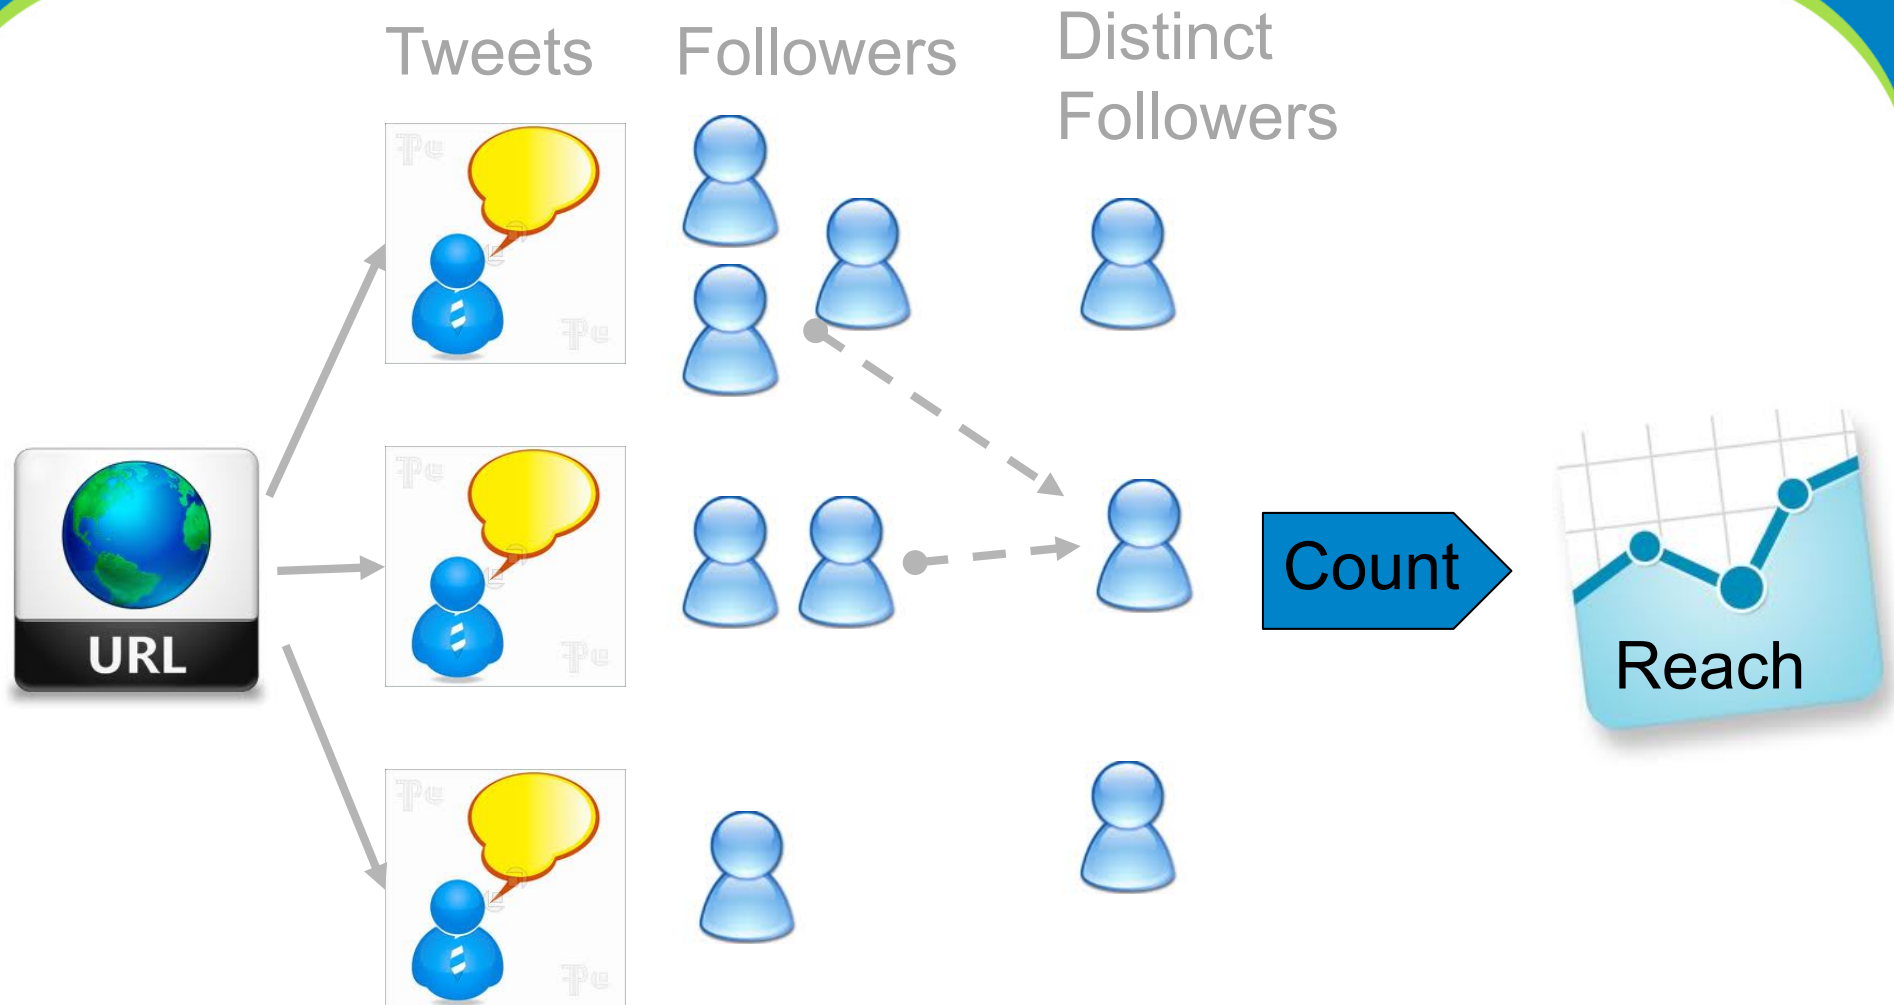 Tweets
Followers
Distinct
Followers
URL
Count
Reach